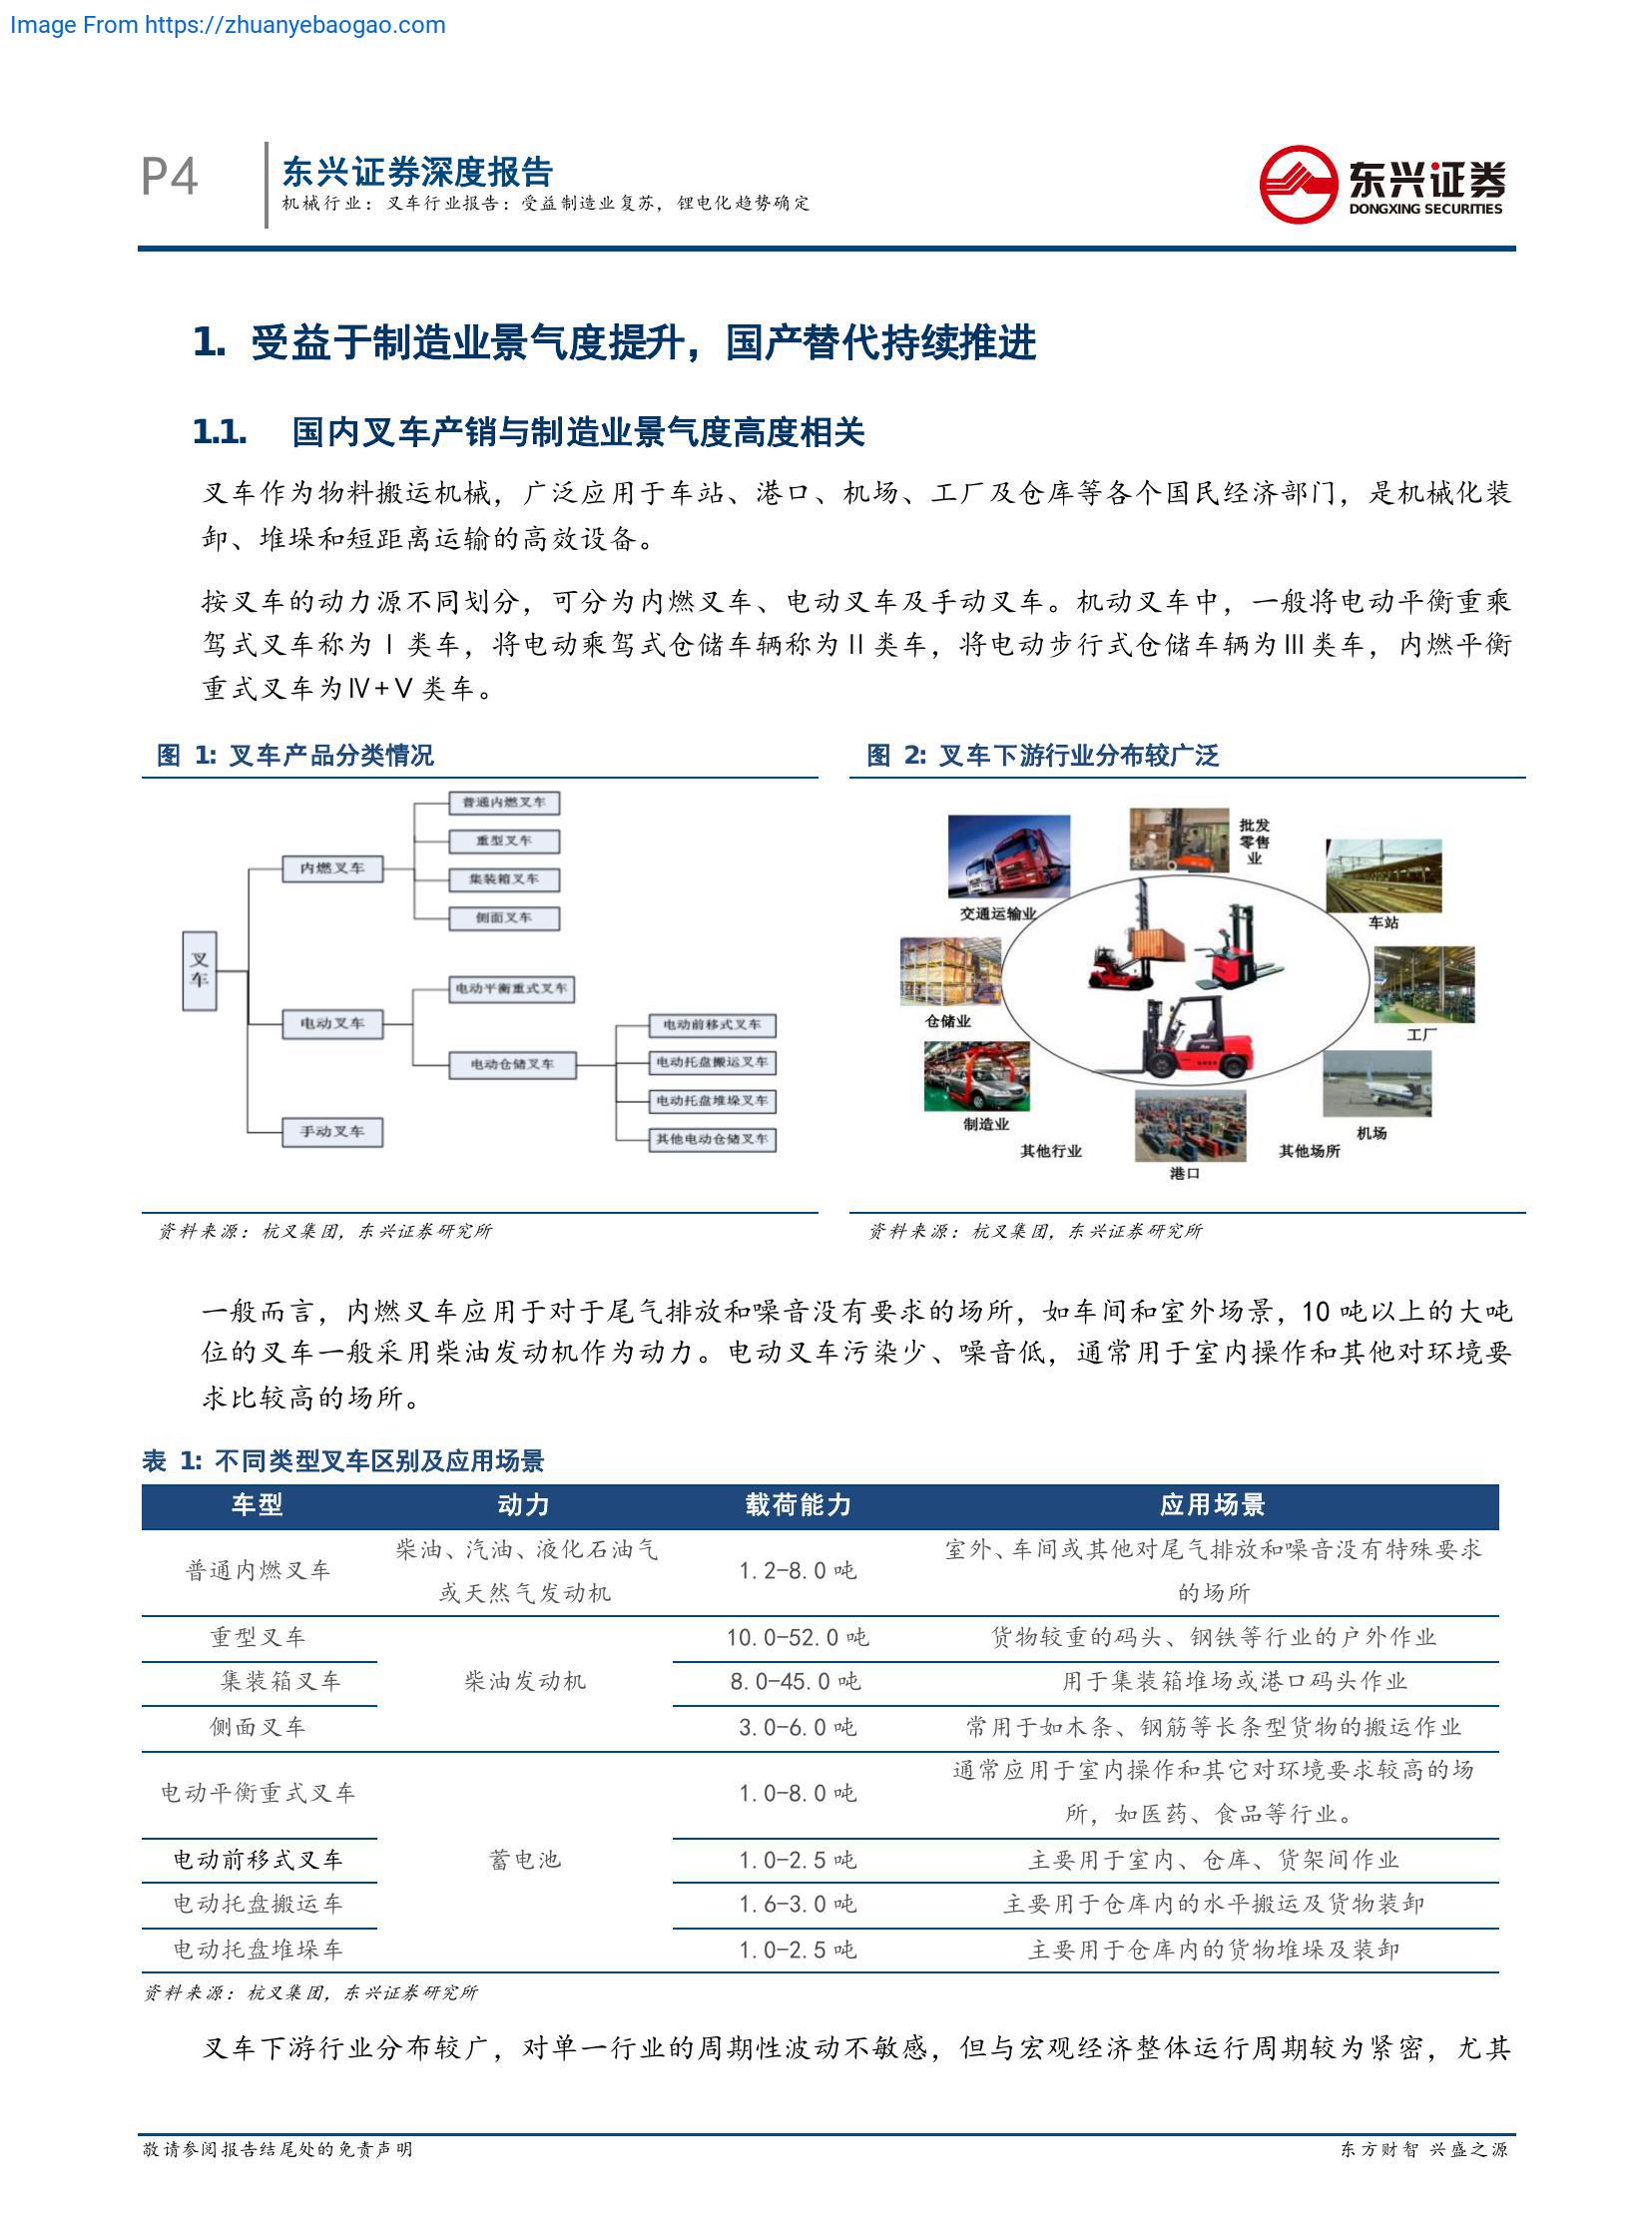 Image From https://zhuanyebaogao.com
P4
东兴证券深度报告
机械行业：叉车行业报告：受益制造业复苏，锂电化趋势确定
东兴证券
DONGXING SECURITIES
1. 受益于制造业景气度提升，国产替代持续推进
1.1. 国内叉车产销与制造业景气度高度相关
叉车作为物料搬运机械，广泛应用于车站、港口、机场、工厂及仓库等各个国民经济部门，是机械化装
卸、堆垛和短距离运输的高效设备。
按叉车的动力源不同划分，可分为内燃叉车、电动叉车及手动叉车。机动叉车中，一般将电动平衡重乘
驾式叉车称为Ⅰ类车，将电动乘驾式仓储车辆称为Ⅱ类车，将电动步行式仓储车辆为Ⅲ类车，内燃平衡
重式叉车为Ⅳ+Ⅴ类车。
图 1: 叉车产品分类情况
叉车
内燃叉车
普通内燃叉车
重型叉车
集装箱叉车
侧面叉车
电动叉车
电动平衡重式叉车
电动仓储叉车
电动前移式叉车
电动托盘搬运叉车
电动托盘堆垛叉车
其他电动仓储叉车
手动叉车
资料来源：杭叉集团，东兴证券研究所
图 2: 叉车下游行业分布较广泛
批发
零售
业
交通运输业
车站
仓储业
工厂
制造业
机场
其他行业
其他场所
港口
资料来源：杭叉集团，东兴证券研究所
一般而言，内燃叉车应用于对于尾气排放和噪音没有要求的场所，如车间和室外场景，10 吨以上的大吨
位的叉车一般采用柴油发动机作为动力。电动叉车污染少、噪音低，通常用于室内操作和其他对环境要
求比较高的场所。
表 1: 不同类型叉车区别及应用场景
车型 动力 载荷能力 应用场景
普通内燃叉车 柴油、汽油、液化石油气 1.2-8.0 吨 室外、车间或其他对尾气排放和噪音没有特殊要求
或天然气发动机 的场所
重型叉车 10.0-52.0 吨 货物较重的码头、钢铁等行业的户外作业
集装箱叉车 柴油发动机 8.0-45.0 吨 用于集装箱堆场或港口码头作业
侧面叉车 3.0-6.0 吨 常用于如木条、钢筋等长条型货物的搬运作业
电动平衡重式叉车 1.0-8.0 吨 通常应用于室内操作和其它对环境要求较高的场
所，如医药、食品等行业。
电动前移式叉车 蓄电池 1.0-2.5 吨 主要用于室内、仓库、货架间作业
电动托盘搬运车 1.6-3.0 吨 主要用于仓库内的水平搬运及货物装卸
电动托盘堆垛车 1.0-2.5 吨 主要用于仓库内的货物堆垛及装卸
资料来源：杭叉集团，东兴证券研究所
叉车下游行业分布较广，对单一行业的周期性波动不敏感，但与宏观经济整体运行周期较为紧密，尤其
敬请参阅报告结尾处的免责声明
东方财智 兴盛之源